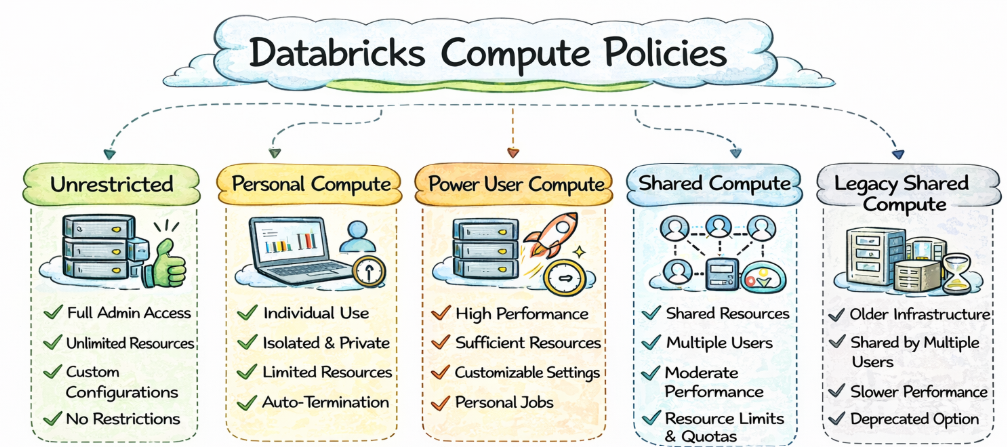 Databricks Compute Policies
Unrestricted
Full Admin Access
Unlimited Resources
Custom
Configurations
No Restrictions
Personal Compute
Individual Use
Isolated & Private
Limited Resources
Auto-Termination
Power User Compute
High Performance
Sufficient Resources
Customizable Settings
Personal Jobs
Shared Compute
Shared Resources
Multiple Users
Moderate
Performance
Resource Limits
& Quotas
Legacy Shared
Compute
Older Infrastructure
Shared by Multiple
Users
Slower Performance
Deprecated Option